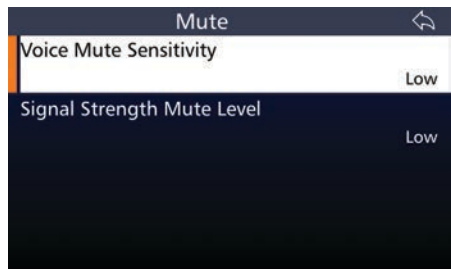 Mute
Voice Mute Sensitivity
Low
Signal Strength Mute Level
Low